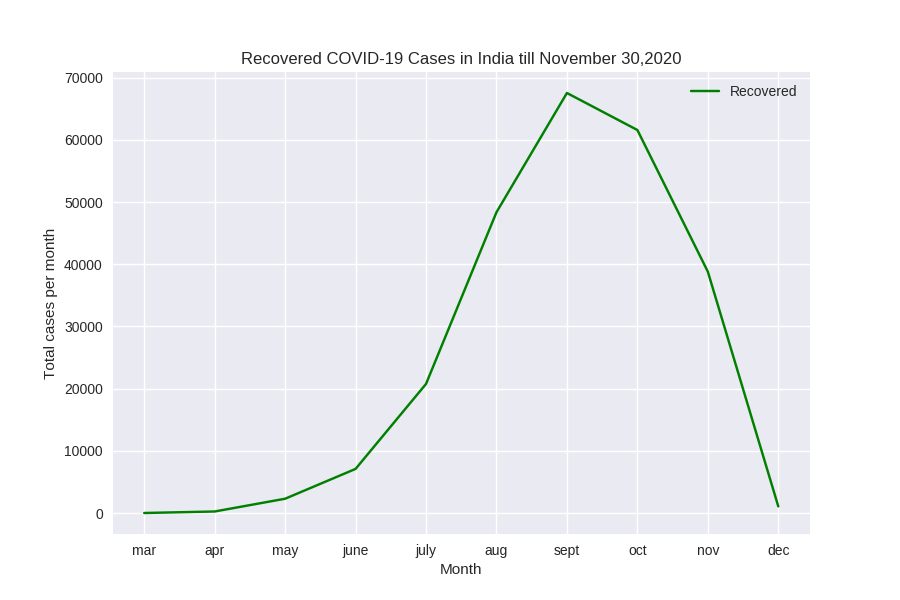 Recovered COVID-19 Cases in India till November 30,2020
Recovered
70000
60000
50000
40000
30000
20000
10000
0
Total cases per month
mar apr may june july aug sept oct nov dec
Month